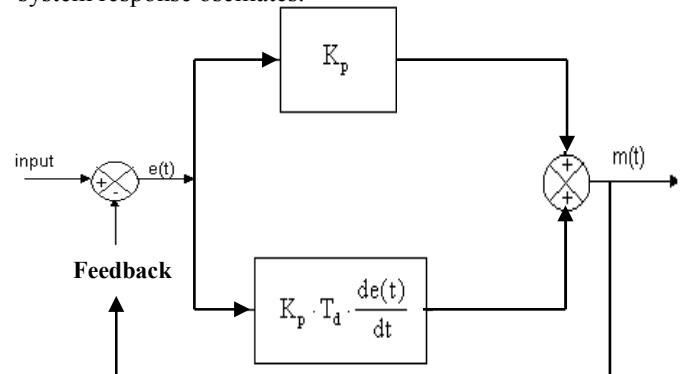 system response oscillates.
K_p
input
e(t)
+
-
+
+
m(t)
Feedback
K_p · T_d · de(t)/dt